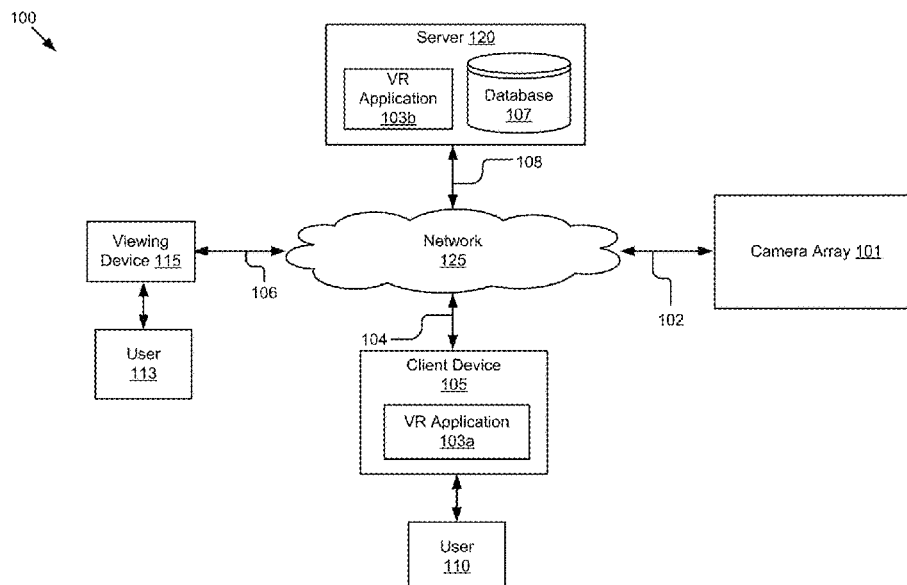 100
Server 120
VR
Application
103b
Database
107
108
Viewing
Device 115
106
Network
125
102
Camera Array 101
User
113
104
Client Device
105
VR Application
103a
User
110